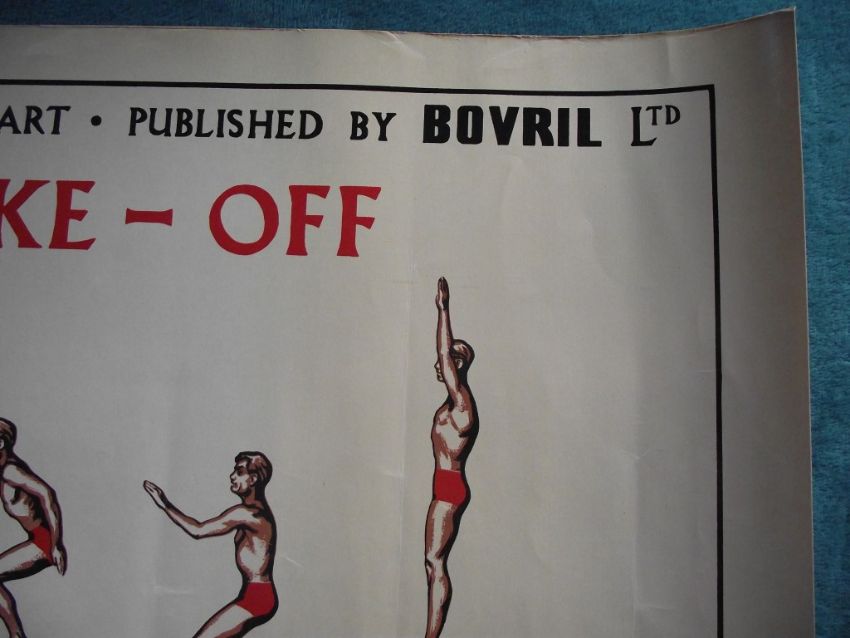 ART • PUBLISHED BY BOVRIL LTD
KE - OFF